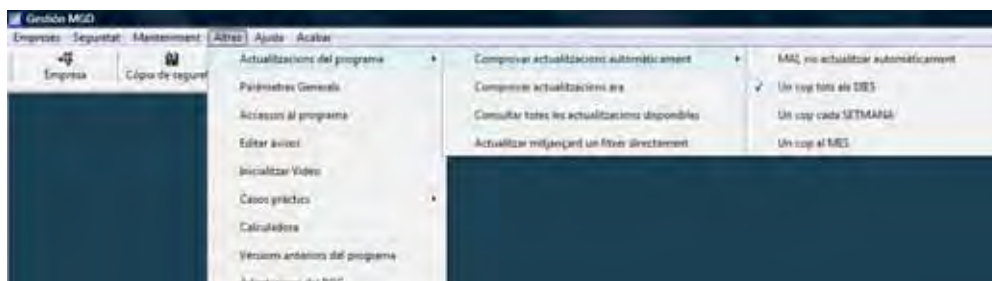 Gestión MGD
Empreses Seguretat Manteniment Altres Ajuda Acabar
Empresa
Còpia de seguret
Actualitzacions del programa
Paràmetres Generals
Accessos al programa
Editar avisos
Inicialitzar Video
Casos pràctics
Calculadora
Versions anteriors del programa
Comprovar actualitzacions automàticament
Comprovar actualitzacions ara
Consultar totes les actualitzacions disponibles
Actualitzar mitjançant un fitxer directament
MAI, no actualitzar automàticament
Un cop tots els DIES
Un cop cada SETMANA
Un cop al MES